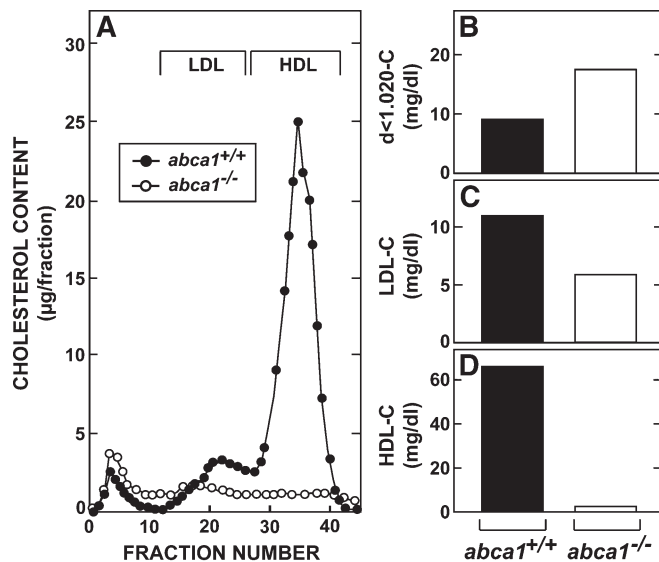 A
CHOLESTEROL CONTENT
(µg/fraction)
30
25
20
15
10
5
0
LDL
HDL
abca1+/+
abca1-/-
0
10
20
30
40
FRACTION NUMBER
B
d<1.020-C
(mg/dl)
20
10
0
C
LDL-C
(mg/dl)
10
5
0
D
HDL-C
(mg/dl)
60
40
20
0
abca1+/+
abca1-/-